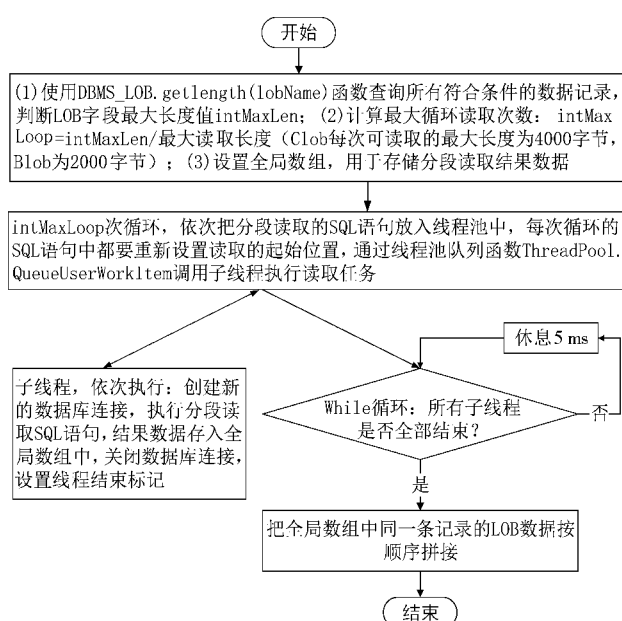 开始
(1)使用DBMS_LOB.getlength(lobName)函数查询所有符合条件的数据记录,
判断LOB字段最大长度值intMaxLen；(2)计算最大循环读取次数：intMax
Loop=intMaxLen/最大读取长度（Clob每次可读取的最大长度为4000字节,
Blob为2000字节）；(3)设置全局数组,用于存储分段读取结果数据
intMaxLoop次循环,依次把分段读取的SQL语句放入线程池中,每次循环的
SQL语句中都要重新设置读取的起始位置,通过线程池队列函数ThreadPool.
QueueUserWorkItem调用子线程执行读取任务
休息5 ms
子线程,依次执行：创建新
的数据库连接,执行分段读
取SQL语句,结果数据存入全
局数组中,关闭数据库连接,
设置线程结束标记
While循环：所有子线程
是否全部结束?
否
是
把全局数组中同一条记录的LOB数据按
顺序拼接
结束